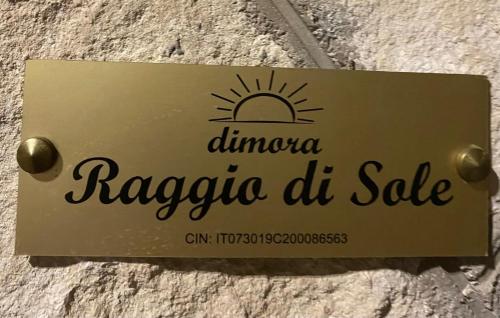 dimora
Raggio di Sole
CIN: IT073019C200086563